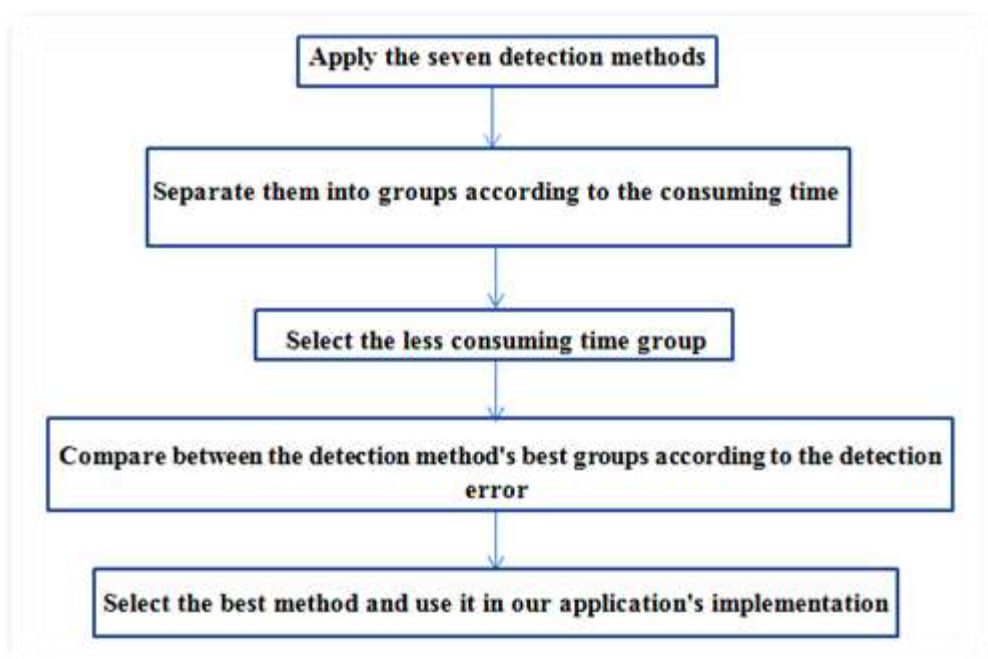 Apply the seven detection methods
Separate them into groups according to the consuming time
Select the less consuming time group
Compare between the detection method's best groups according to the detection
error
Select the best method and use it in our application's implementation